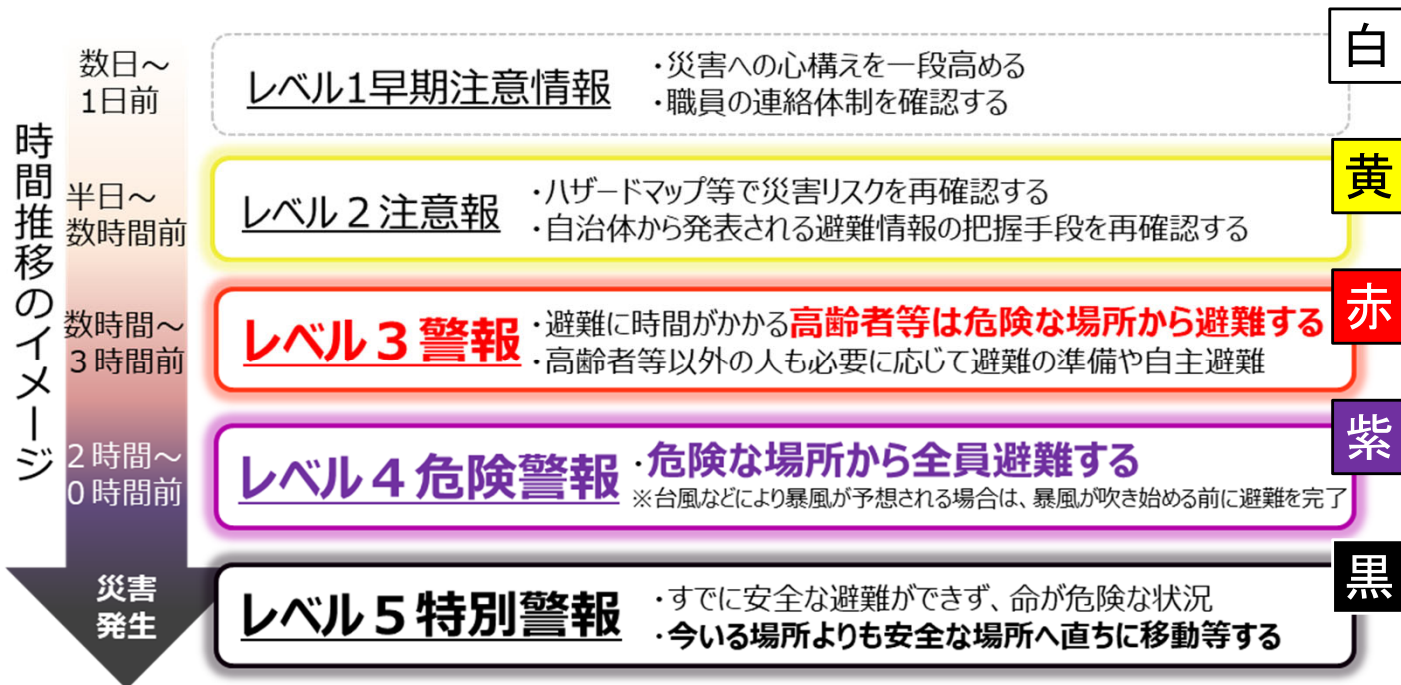 時間推移のイメージ
数日～
1日前
レベル1早期注意情報
・災害への心構えを一段高める
・職員の連絡体制を確認する
白
半日～
数時間前
レベル２注意報
・ハザードマップ等で災害リスクを再確認する
・自治体から発表される避難情報の把握手段を再確認する
黄
数時間～
３時間前
レベル３警報
・避難に時間がかかる高齢者等は危険な場所から避難する
・高齢者等以外の人も必要に応じて避難の準備や自主避難
赤
２時間～
０時間前
レベル４危険警報
・危険な場所から全員避難する
※台風などにより暴風が予想される場合は、暴風が吹き始める前に避難を完了
紫
災害
発生
レベル５特別警報
・すでに安全な避難ができず、命が危険な状況
・今いる場所よりも安全な場所へ直ちに移動等する
黒